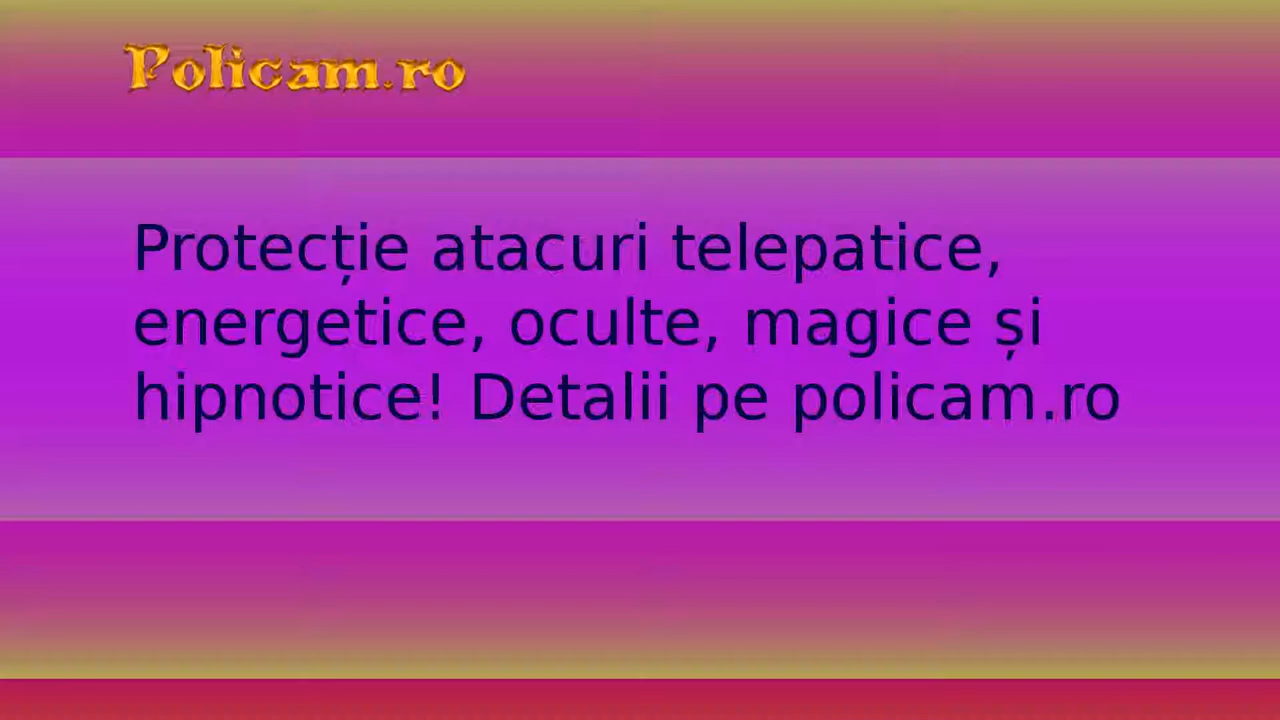 Policam.ro
Protecție atacuri telepatice,
energetice, oculte, magice și
hipnotice! Detalii pe policam.ro